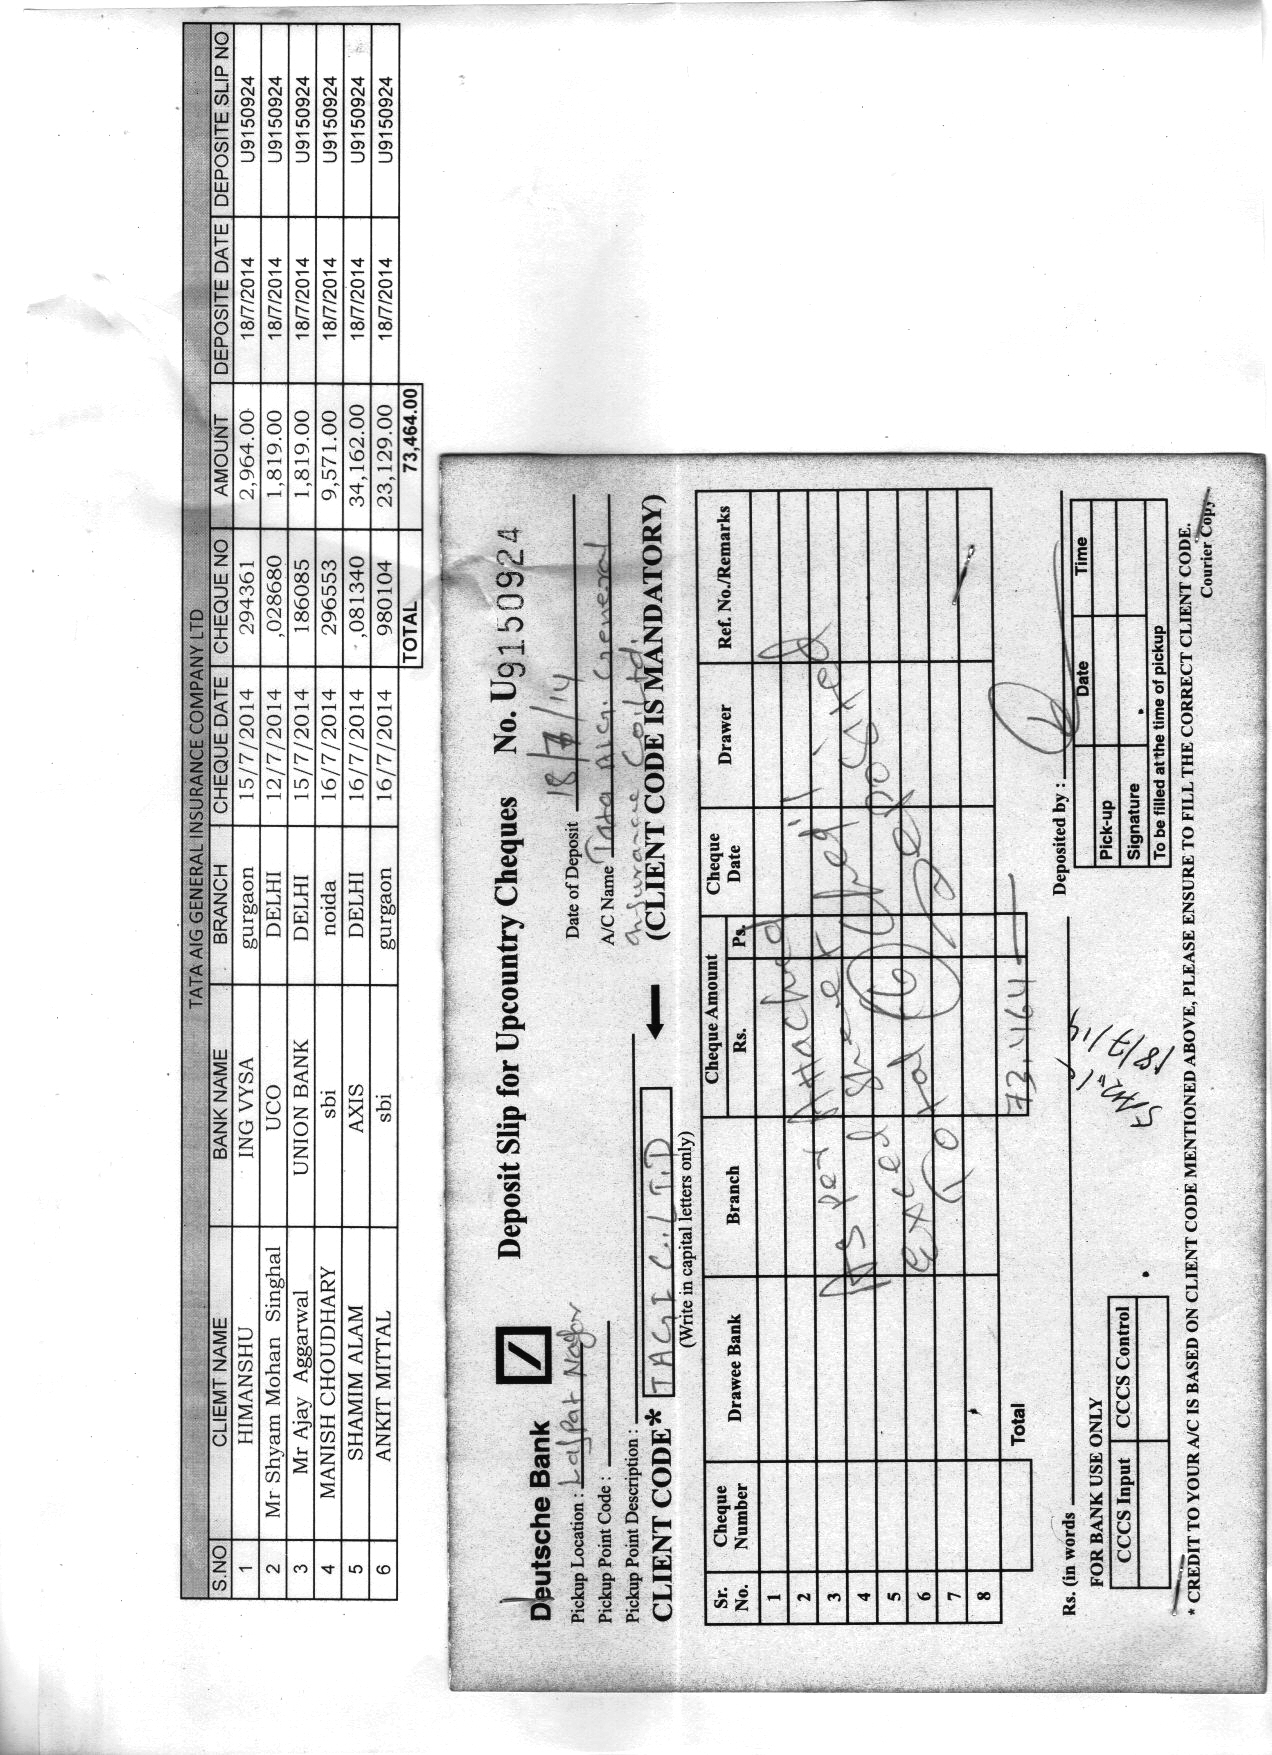 TATA AIG GENERAL INSURANCE COMPANY LTD
S.NO CLIEMT NAME BANK NAME BRANCH CHEQUE DATE CHEQUE NO AMOUNT DEPOSITE DATE DEPOSITE SLIP NO
1 HIMANSHU ING VYSA gurgaon 15/7/2014 294361 2,964.00 18/7/2014 U9150924
2 Mr Shyam Mohan Singhal UCO DELHI 12/7/2014 ,028680 1,819.00 18/7/2014 U9150924
3 Mr Ajay Aggarwal UNION BANK DELHI 15/7/2014 186085 1,819.00 18/7/2014 U9150924
4 MANISH CHOUDHARY sbi noida 16/7/2014 296553 9,571.00 18/7/2014 U9150924
5 SHAMIM ALAM AXIS DELHI 16/7/2014 ,081340 34,162.00 18/7/2014 U9150924
6 ANKIT MITTAL sbi gurgaon 16/7/2014 980104 23,129.00 18/7/2014 U9150924
TOTAL 73,464.00
Deutsche Bank Deposit Slip for Upcountry Cheques No. U9150924
Pickup Location : Lajpat Nagar Date of Deposit 18/7/14
Pickup Point Code : A/C Name Tata AIG. General
Pickup Point Description : Insurance Co. Ltd.
CLIENT CODE* TAGI C.. LTD (CLIENT CODE IS MANDATORY)
(Write in capital letters only)
Sr. No. Cheque Number Drawee Bank Branch Cheque Amount Rs. Ps. Cheque Date Drawer Ref. No./Remarks
1
2 Attached
3 As per Sheet
4 Excel
5
6
7
8
Total 73,464
Rs. (in words Deposited by :
18/7/14
FOR BANK USE ONLY
CCCS Input CCCS Control
Pick-up Date Time
Signature
To be filled at the time of pickup
* CREDIT TO YOUR A/C IS BASED ON CLIENT CODE MENTIONED ABOVE, PLEASE ENSURE TO FILL THE CORRECT CLIENT CODE.
Courier Copy